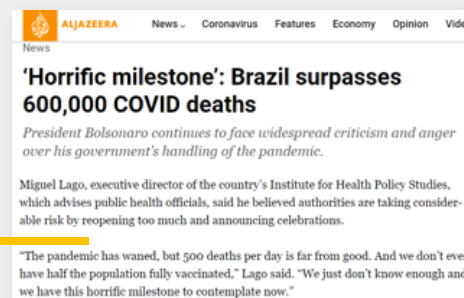 ALJAZEERA News Coronavirus Features Economy Opinion
News
‘Horrific milestone’: Brazil surpasses
600,000 COVID deaths
President Bolsonaro continues to face widespread criticism and anger
over his government’s handling of the pandemic.
Miguel Lago, executive director of the country’s Institute for Health Policy Studies,
which advises public health officials, said he believed authorities are taking consider-
able risk by reopening too much and announcing celebrations.
“The pandemic has waned, but 500 deaths per day is far from good. And we don’t
have half the population fully vaccinated,” Lago said. “We just don’t know enough and
we have this horrific milestone to contemplate now.”